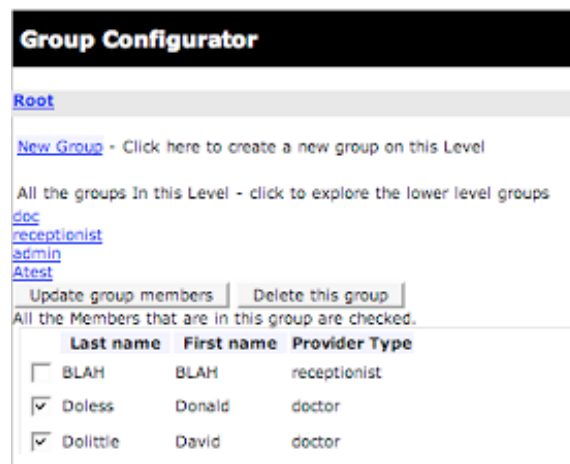 Group Configurator
Root
New Group - Click here to create a new group on this Level
All the groups In this Level - click to explore the lower level groups
doc
receptionist
admin
Atest
Update group members Delete this group
All the Members that are in this group are checked.
Last name First name Provider Type
BLAH BLAH receptionist
Doless Donald doctor
Dolittle David doctor